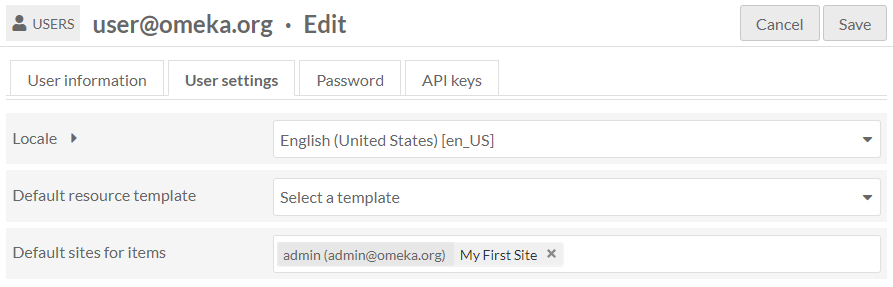 USERS user@omeka.org · Edit Cancel Save
User information User settings Password API keys
Locale English (United States) [en_US]
Default resource template Select a template
Default sites for items admin (admin@omeka.org) My First Site ×